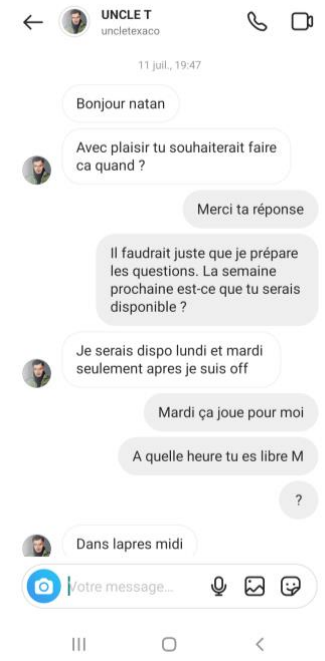 UNCLE T
uncletexaco
11 juil., 19:47
Bonjour natan
Avec plaisir tu souhaiterait faire
ca quand ?
Merci ta réponse
Il faudrait juste que je prépare
les questions. La semaine
prochaine est-ce que tu serais
disponible ?
Je serais dispo lundi et mardi
seulement apres je suis off
Mardi ça joue pour moi
A quelle heure tu es libre M
?
Dans lapres midi
Votre message...